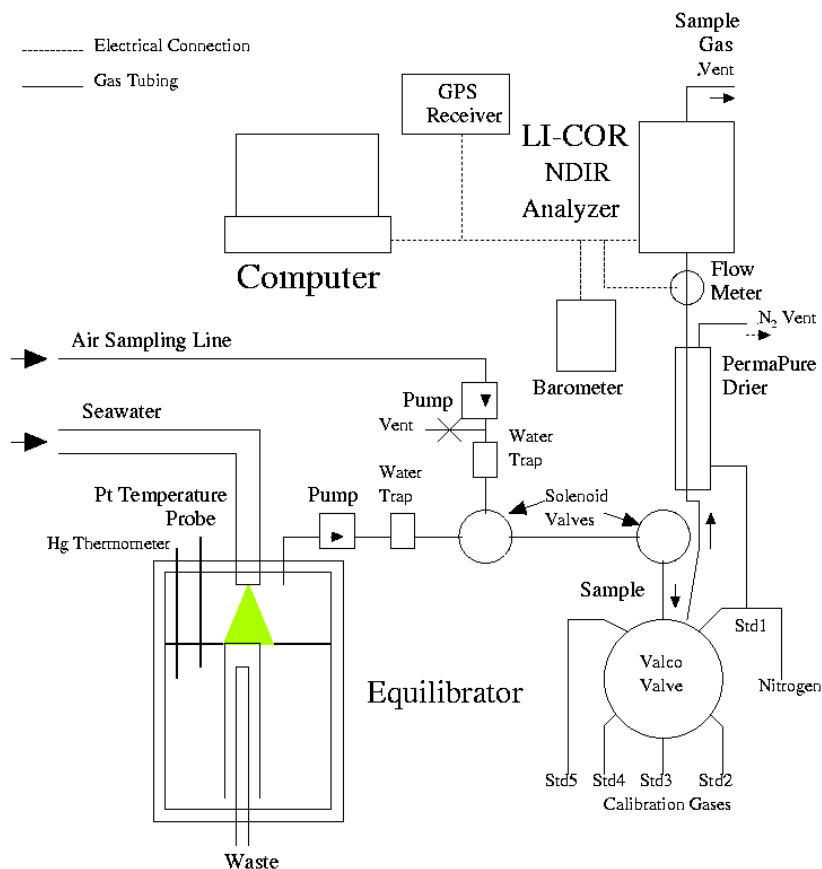 Electrical Connection
Gas Tubing
Sample
Gas
Vent
GPS
Receiver
LI-COR
NDIR
Analyzer
Computer
Flow
Meter
N₂ Vent
PermaPure
Drier
Barometer
Air Sampling Line
Pump
Vent
Water
Trap
Seawater
Pt Temperature
Probe
Hg Thermometer
Pump
Water
Trap
Solenoid
Valves
Sample
Std1
Valco
Valve
Nitrogen
Equilibrator
Std5
Std4
Std3
Std2
Calibration Gases
Waste